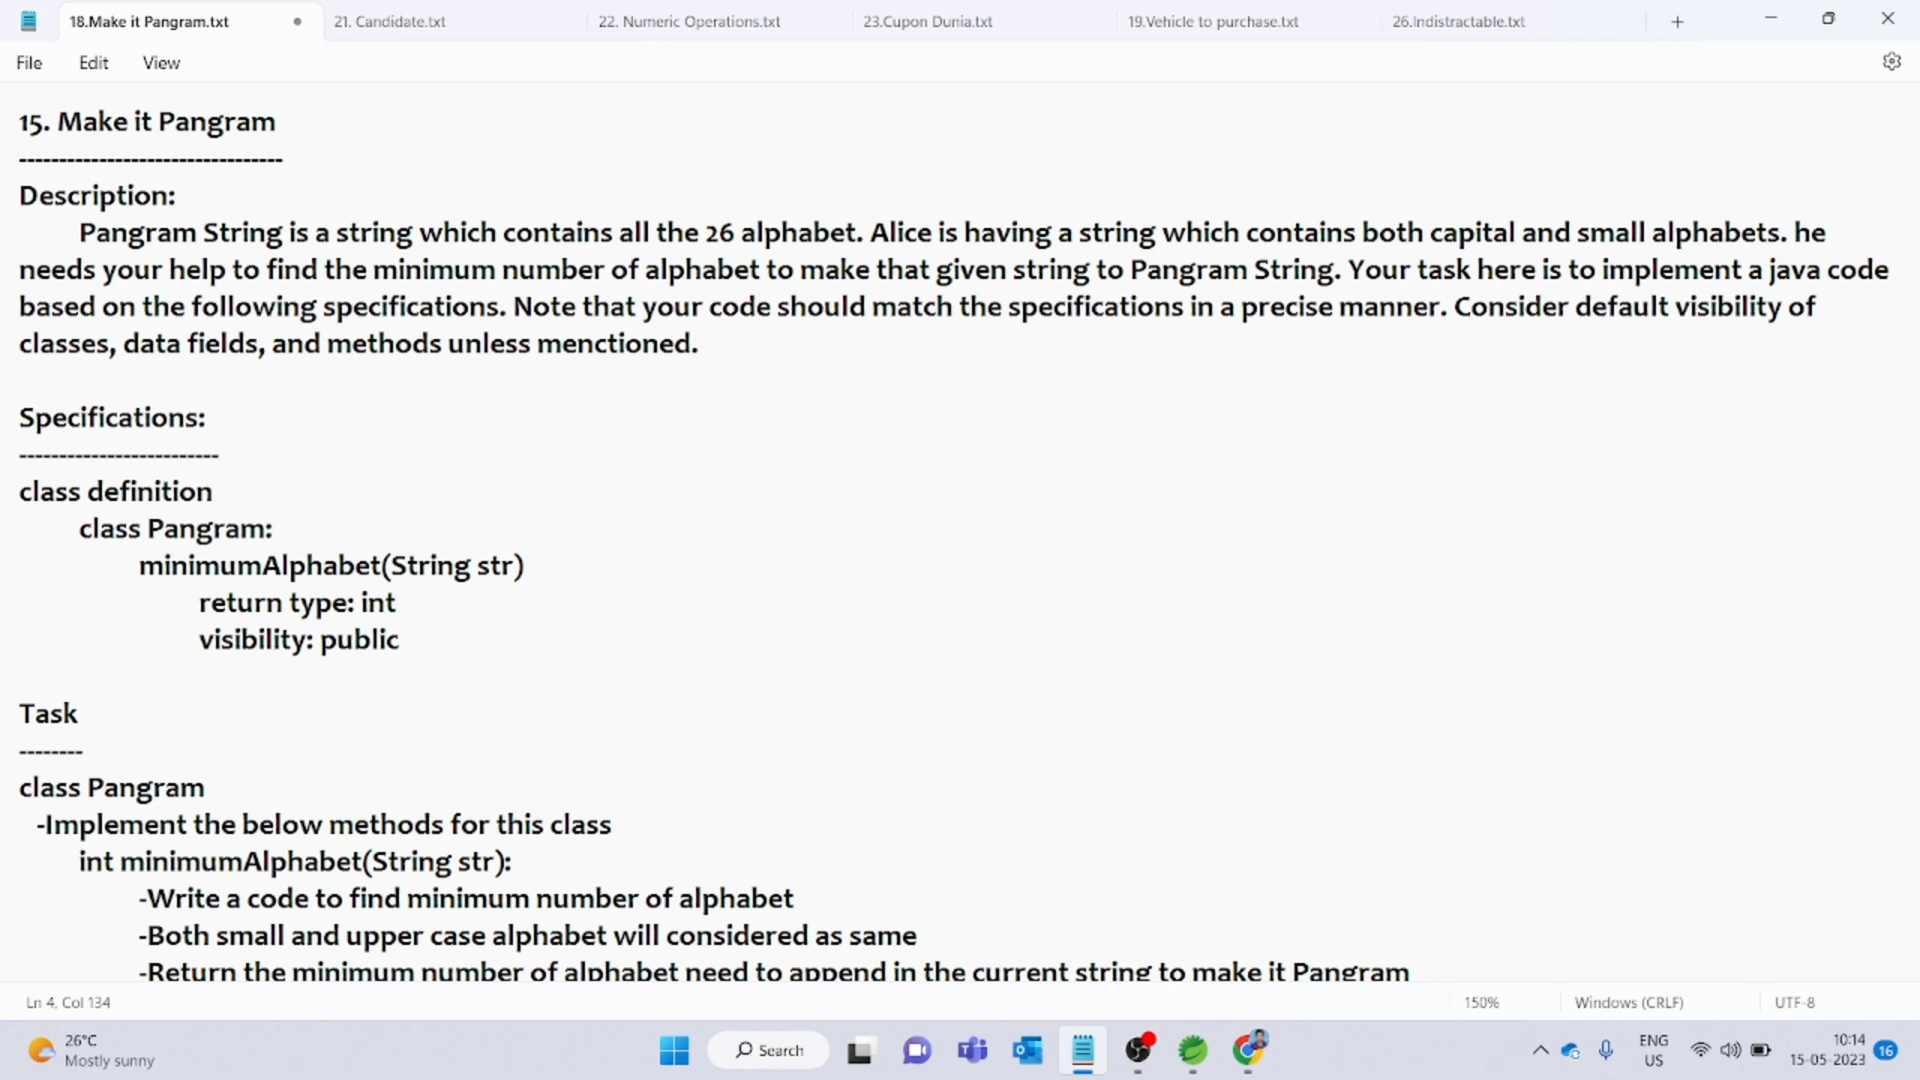 18.Make it Pangram.txt
21. Candidate.txt
22. Numeric Operations.txt
23.Cupon Dunia.txt
19.Vehicle to purchase.txt
26.Indistractable.txt
File Edit View
15. Make it Pangram
---------------------------------
Description:
Pangram String is a string which contains all the 26 alphabet. Alice is having a string which contains both capital and small alphabets. he
needs your help to find the minimum number of alphabet to make that given string to Pangram String. Your task here is to implement a java code
based on the following specifications. Note that your code should match the specifications in a precise manner. Consider default visibility of
classes, data fields, and methods unless menctioned.
Specifications:
-------------------------
class definition
class Pangram:
minimumAlphabet(String str)
return type: int
visibility: public
Task
--------
class Pangram
-Implement the below methods for this class
int minimumAlphabet(String str):
-Write a code to find minimum number of alphabet
-Both small and upper case alphabet will considered as same
-Return the minimum number of alphabet need to append in the current string to make it Pangram
Ln 4, Col 134
150%
Windows (CRLF)
UTF-8
26°C
Mostly sunny
Search
ENG
US
10:14
15-05-2023
16